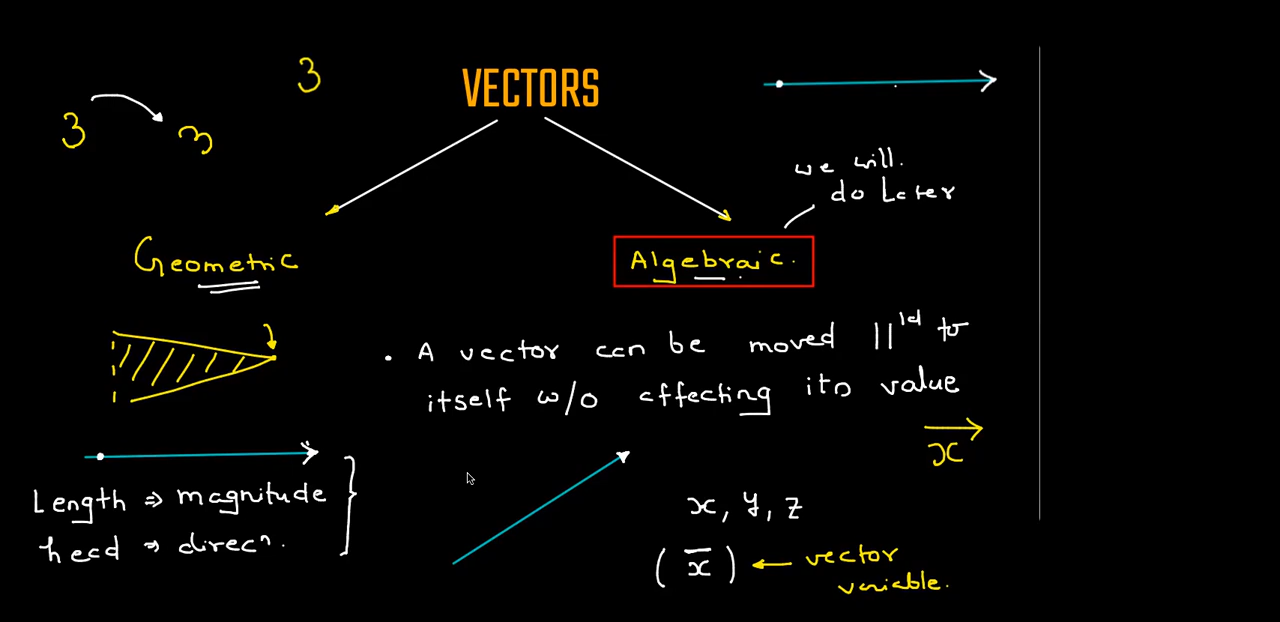 3
VECTORS
3
3
we will.
do Later
Geometric
Algebraic.
. A vector can be moved ||ld to
itself w/o affecting its value
x
Length ⇒ magnitude
head ⇒ direcn.
x, y, z
( x̅ ) ← vector
variable.